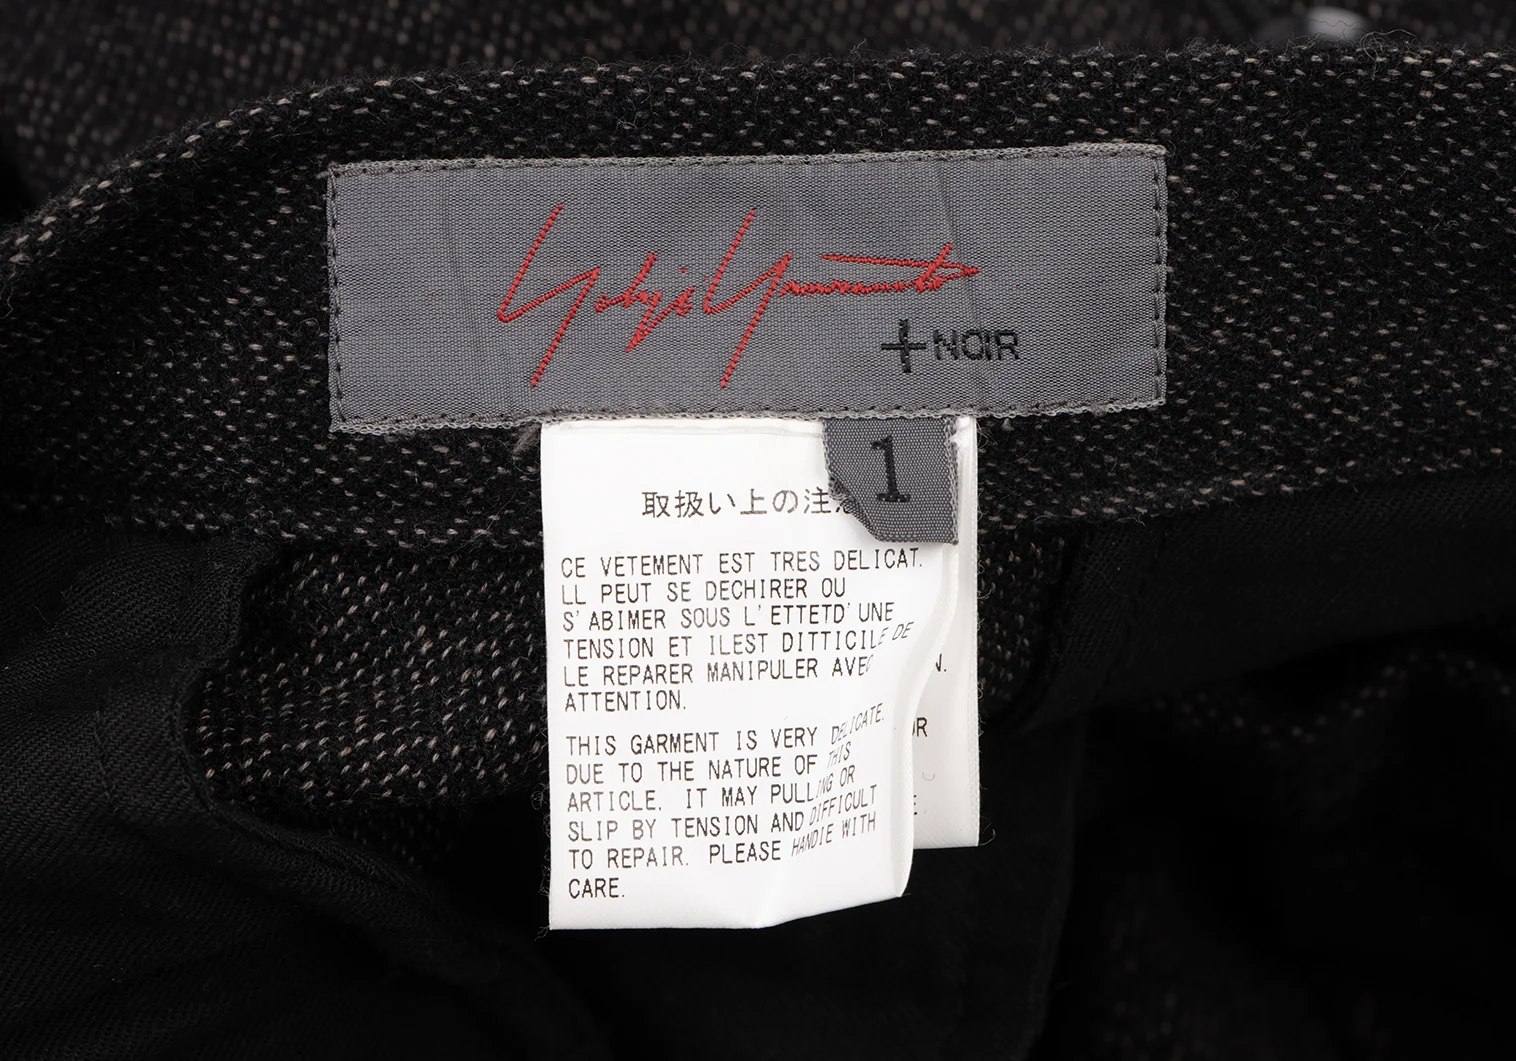 Yohji Yamamoto
+NOIR
1
取扱い上の注
CE VETEMENT EST TRES DELICAT.
LL PEUT SE DECHIRER OU
S'ABIMER SOUS L'ETTETD'UNE
TENSION ET ILEST DITTICILE DE
LE REPARER MANIPULER AVEC
ATTENTION.
THIS GARMENT IS VERY DELICATE.
DUE TO THE NATURE OF THIS
ARTICLE. IT MAY PULLING OR
SLIP BY TENSION AND DIFFICULT
TO REPAIR. PLEASE HANDIE WITH
CARE.